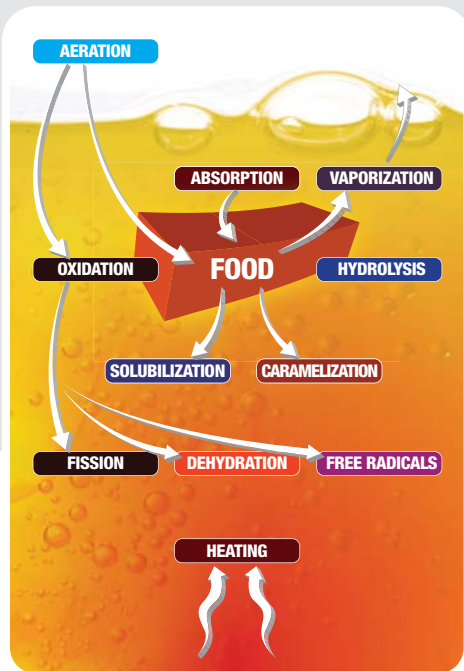 AERATION
ABSORPTION
VAPORIZATION
OXIDATION
FOOD
HYDROLYSIS
SOLUBILIZATION
CARAMELIZATION
FISSION
DEHYDRATION
FREE RADICALS
HEATING